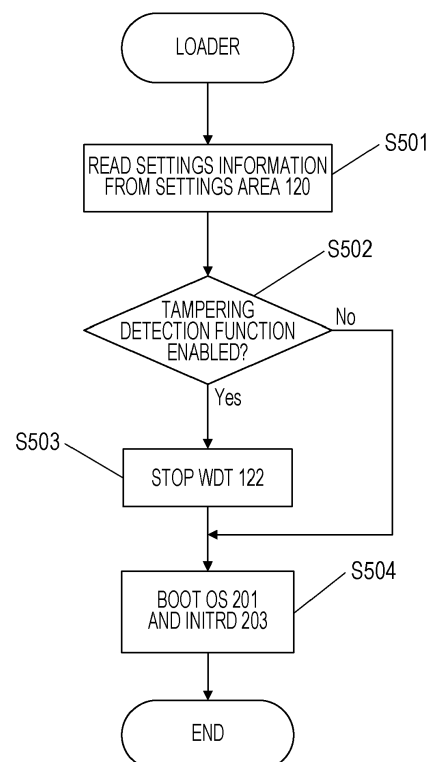 LOADER
S501
READ SETTINGS INFORMATION
FROM SETTINGS AREA 120
S502
TAMPERING
DETECTION FUNCTION
ENABLED?
No
Yes
S503
STOP WDT 122
S504
BOOT OS 201
AND INITRD 203
END